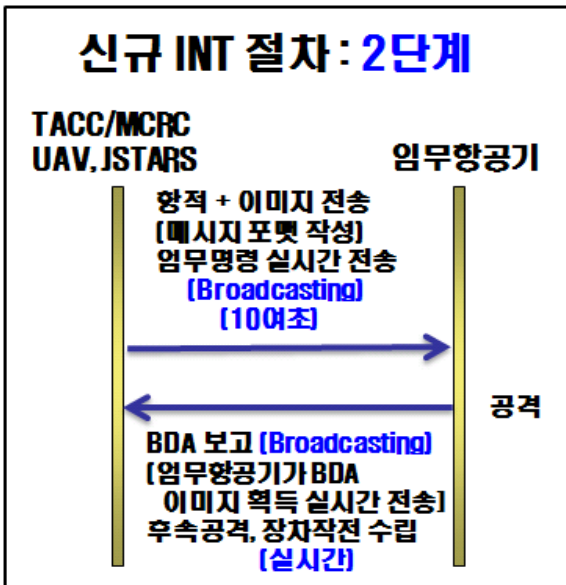 신규 INT 절차 : 2단계
TACC/MCRC
UAV, JSTARS
임무항공기
항적 + 이미지 전송
(메시지 포맷 작성)
임무명령 실시간 전송
(Broadcasting)
(10여초)
공격
BDA 보고 (Broadcasting)
(임무항공기가 BDA
이미지 획득 실시간 전송)
후속공격, 장차작전 수립
(실시간)